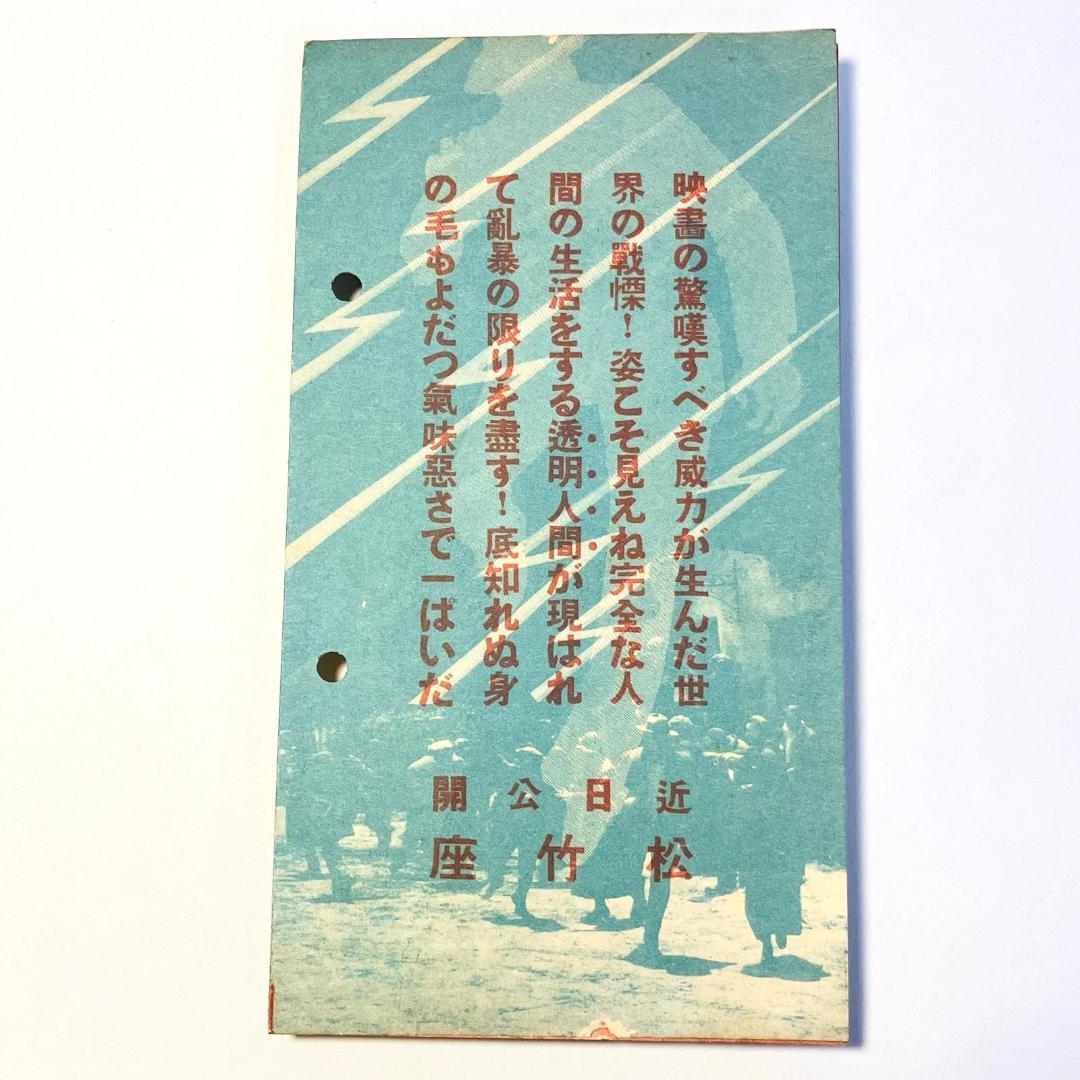 映畵の驚嘆すべき威力が生んだ世
界の戰慄！姿こそ見えね完全な人
間の生活をする透明人間が現はれ
て亂暴の限りを盡す！底知れぬ身
の毛もよだつ氣味惡さで一ぱいだ
近日公開
松竹座